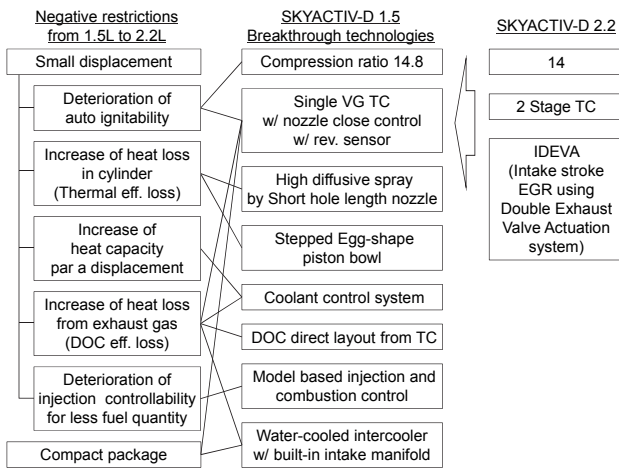 Negative restrictions
from 1.5L to 2.2L
Small displacement
Deterioration of
auto ignitability
Increase of heat loss
in cylinder
(Thermal eff. loss)
Increase of
heat capacity
par a displacement
Increase of heat loss
from exhaust gas
(DOC eff. loss)
Deterioration of
injection controllability
for less fuel quantity
Compact package
SKYACTIV-D 1.5
Breakthrough technologies
Compression ratio 14.8
Single VG TC
w/ nozzle close control
w/ rev. sensor
High diffusive spray
by Short hole length nozzle
Stepped Egg-shape
piston bowl
Coolant control system
DOC direct layout from TC
Model based injection and
combustion control
Water-cooled intercooler
w/ built-in intake manifold
SKYACTIV-D 2.2
14
2 Stage TC
IDEVA
(Intake stroke
EGR using
Double Exhaust
Valve Actuation
system)